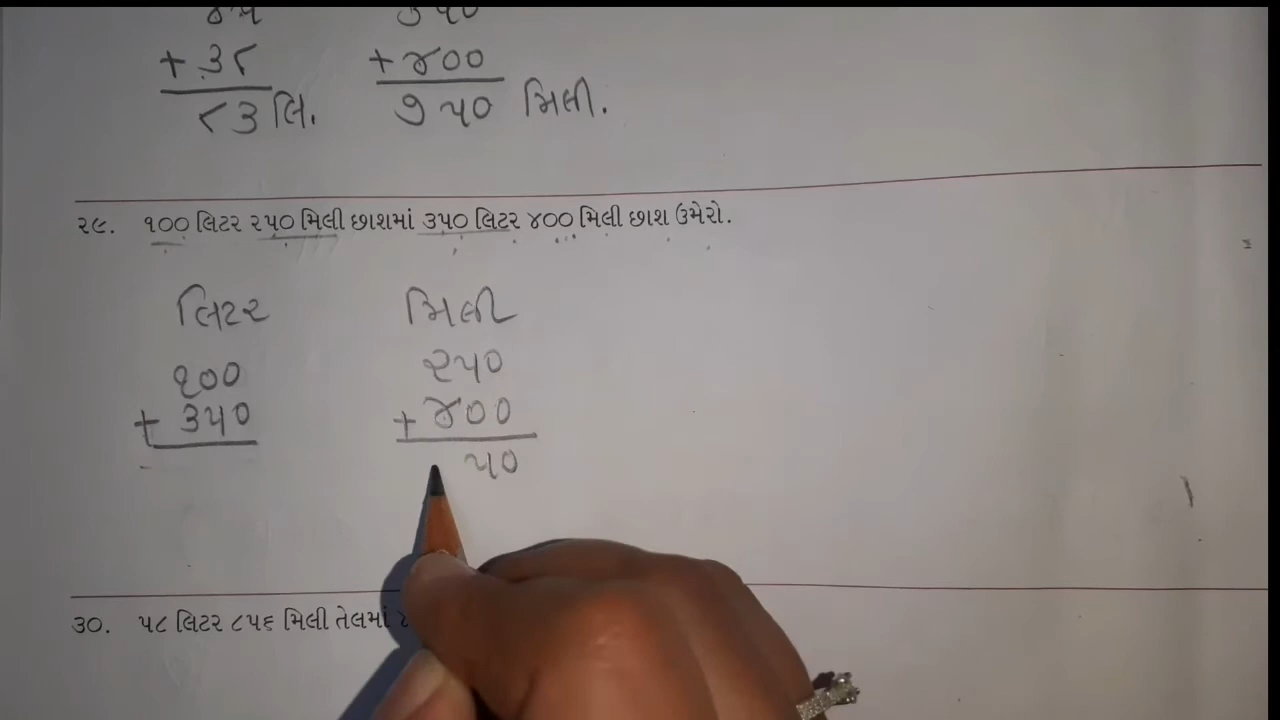 + ૩૮ + ૪૦૦
૮૩ લિ. ૭૫૦ મિલી.
૨૯. ૧૦૦ લિટર ૨૫૦ મિલી છાશમાં ૩૫૦ લિટર ૪૦૦ મિલી છાશ ઉમેરો.
લિટર મિલી
૧૦૦ ૨૫૦
+ ૩૫૦ + ૪૦૦
૫૦
૩૦. ૫૮ લિટર ૮૫૬ મિલી તેલમાં